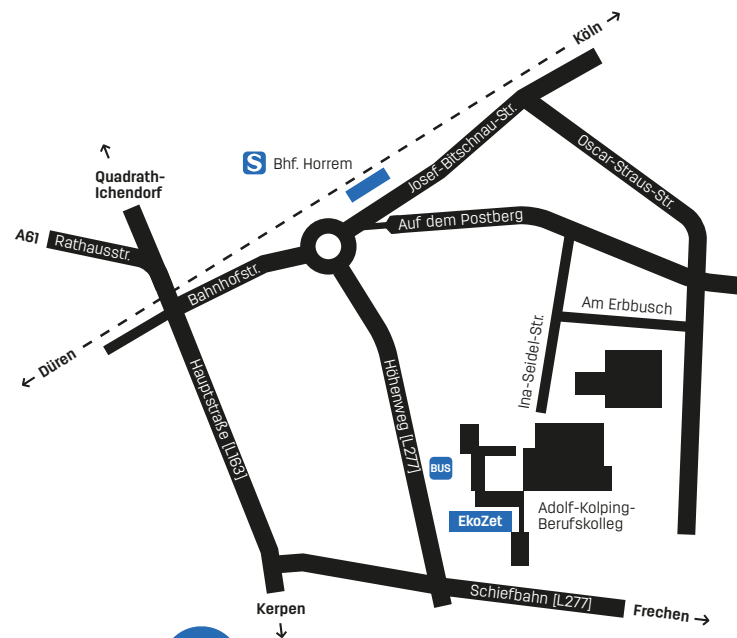 Köln
Josef-Bitschnau-Str.
Oscar-Straus-Str.
S Bhf. Horrem
Quadrath-
Ichendorf
Auf dem Postberg
A61 Rathausstr.
Bahnhofstr.
Düren
Am Erbbusch
Ina-Seidel-Str.
Hauptstraße [L163]
Höhenweg [L277]
BUS
EkoZet
Adolf-Kolping-
Berufskolleg
Schiefbahn [L277]
Kerpen
Frechen